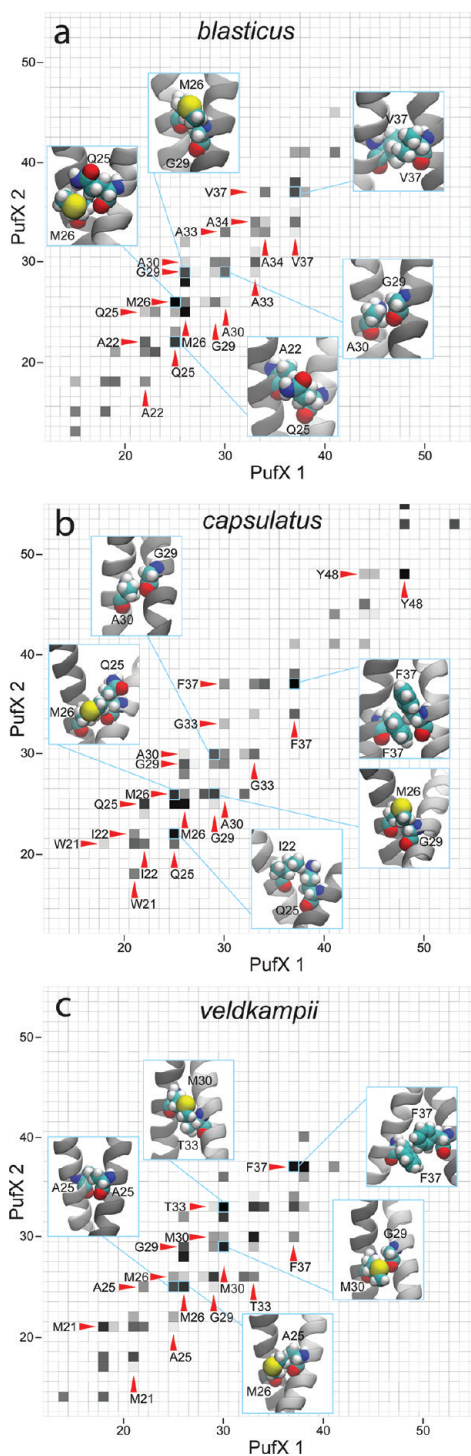 a
blasticus
50
M26
G29
V37
V37
Q25
M26
40
PufX 2
V37
A34
A33
A34
V37
A30
G29
30
G29
A30
A33
M26
Q25
A30
M26
G29
A22
Q25
20
A22
Q25
A22
20
30
40
50
PufX 1
b
capsulatus
50
G29
A30
Y48
Y48
40
PufX 2
Q25
M26
F37
F37
F37
G33
F37
30
A30
G29
G33
M26
G29
M26
Q25
A30
M26
G29
I22
W21
20
I22
Q25
I22
Q25
W21
20
30
40
50
PufX 1
c
veldkampii
50
M30
T33
F37
F37
40
PufX 2
A25
A25
F37
T33
G29
M30
30
M30
G29
F37
M26
A25
M30
M26
G29
T33
A25
M26
M21
20
A25
M21
20
30
40
50
PufX 1